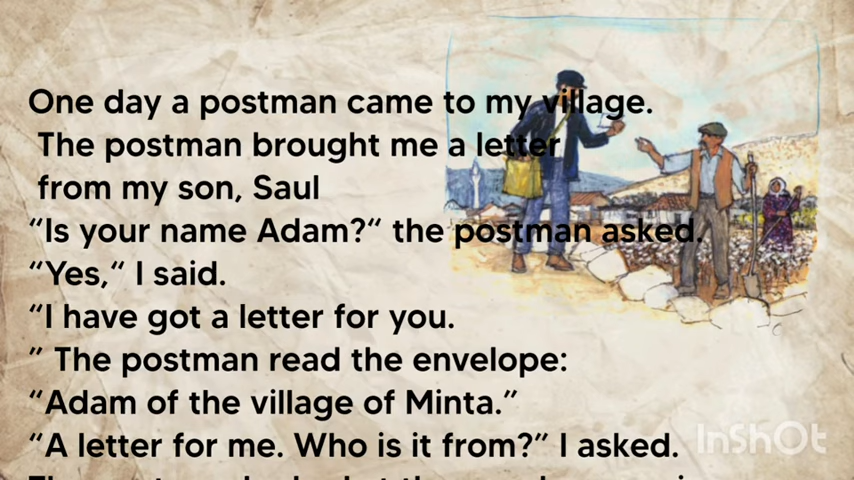 One day a postman came to my village.
The postman brought me a letter
from my son, Saul
“Is your name Adam?“ the postman asked.
“Yes,“ I said.
“I have got a letter for you.
” The postman read the envelope:
“Adam of the village of Minta.”
“A letter for me. Who is it from?” I asked.
InShOt